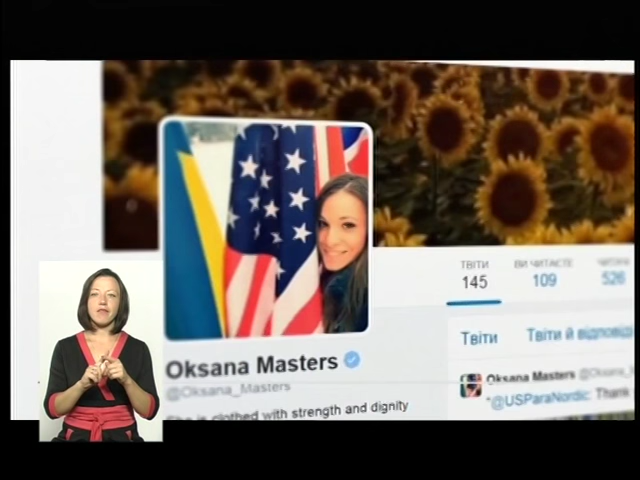 ТВІТИ
ВИ ЧИТАЄТЕ
145
109
526
Твіти
Твіти й відповіді
Oksana Masters
@Oksana_Masters
She is clothed with strength and dignity
Oksana Masters
"@USParaNordic: Thank